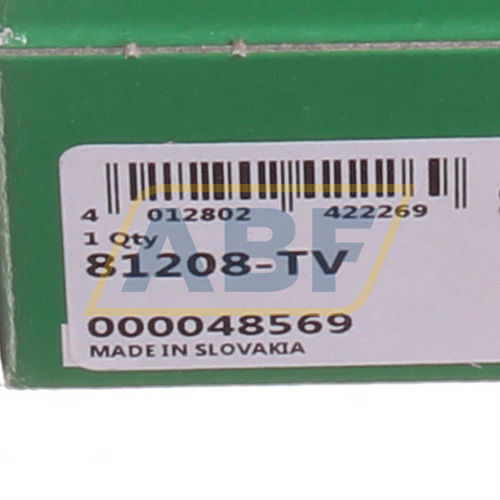 4 012802 422269
1 Qty
81208-TV
000048569
MADE IN SLOVAKIA
ABF